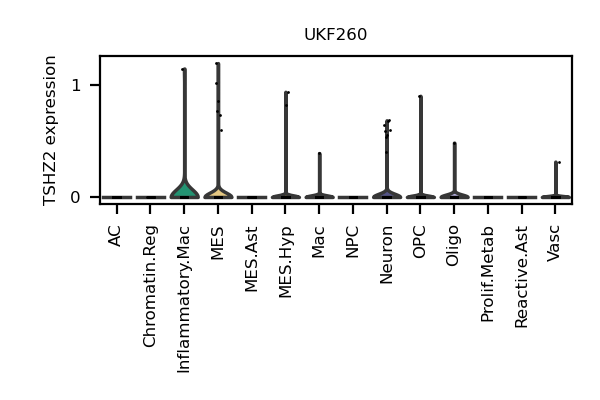 UKF260
TSHZ2 expression
1
0
AC
Chromatin.Reg
Inflammatory.Mac
MES
MES.Ast
MES.Hyp
Mac
NPC
Neuron
OPC
Oligo
Prolif.Metab
Reactive.Ast
Vasc